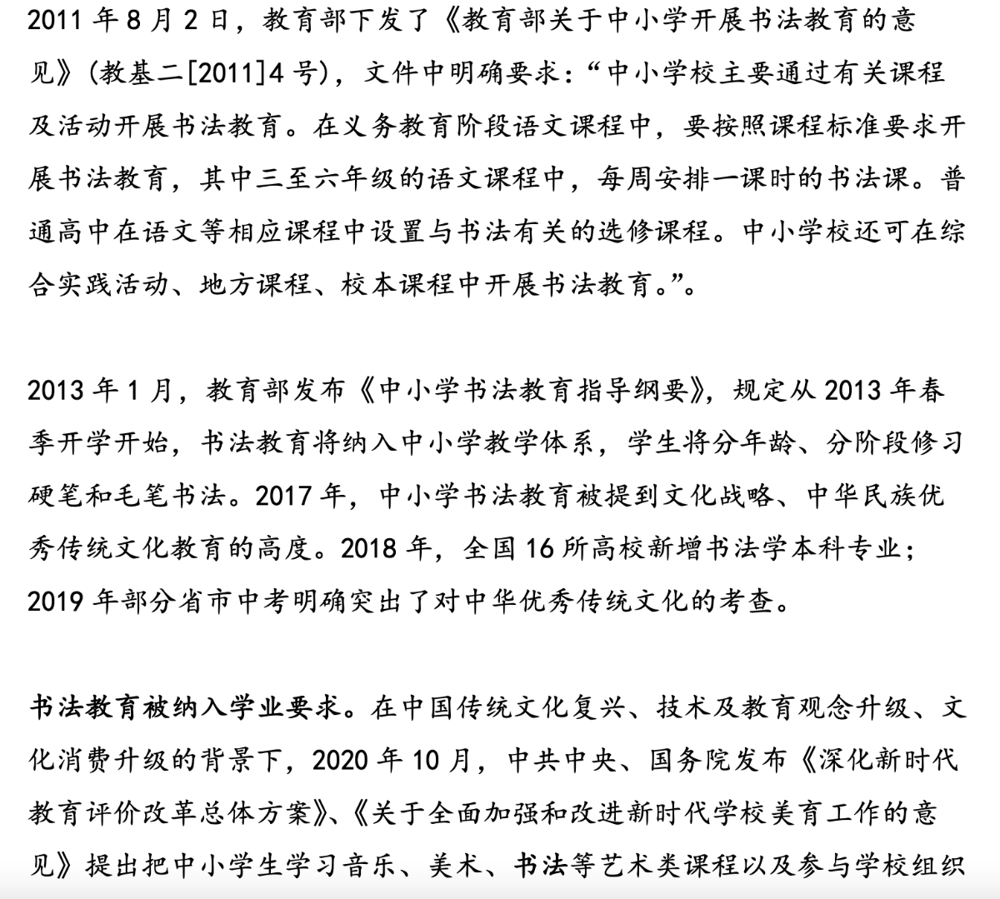 2011 年 8 月 2 日，教育部下发了《教育部关于中小学开展书法教育的意
见》(教基二[2011]4 号)，文件中明确要求：“中小学校主要通过有关课程
及活动开展书法教育。在义务教育阶段语文课程中，要按照课程标准要求开
展书法教育，其中三至六年级的语文课程中，每周安排一课时的书法课。普
通高中在语文等相应课程中设置与书法有关的选修课程。中小学校还可在综
合实践活动、地方课程、校本课程中开展书法教育。”。
2013 年 1 月，教育部发布《中小学书法教育指导纲要》，规定从 2013 年春
季开学开始，书法教育将纳入中小学教学体系，学生将分年龄、分阶段修习
硬笔和毛笔书法。2017 年，中小学书法教育被提到文化战略、中华民族优
秀传统文化教育的高度。2018 年，全国 16 所高校新增书法学本科专业；
2019 年部分省市中考明确突出了对中华优秀传统文化的考查。
书法教育被纳入学业要求。在中国传统文化复兴、技术及教育观念升级、文
化消费升级的背景下，2020 年 10 月，中共中央、国务院发布《深化新时代
教育评价改革总体方案》、《关于全面加强和改进新时代学校美育工作的意
见》提出把中小学生学习音乐、美术、书法等艺术类课程以及参与学校组织